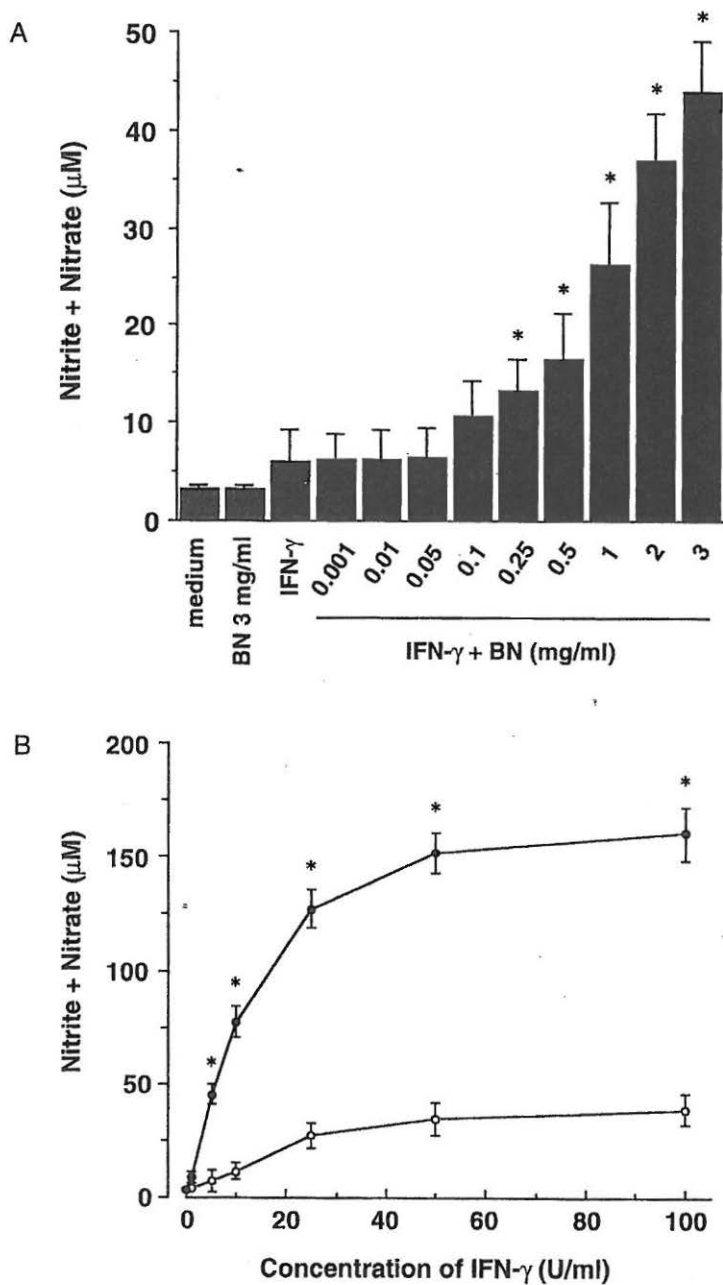 A
Nitrite + Nitrate (μM)
50
40
30
20
10
0
* * * * * *
medium
BN 3 mg/ml
IFN-γ
0.001
0.01
0.05
0.1
0.25
0.5
1
2
3
IFN-γ + BN (mg/ml)
B
Nitrite + Nitrate (μM)
200
150
100
50
0
* * * * *
0 20 40 60 80 100
Concentration of IFN-γ (U/ml)